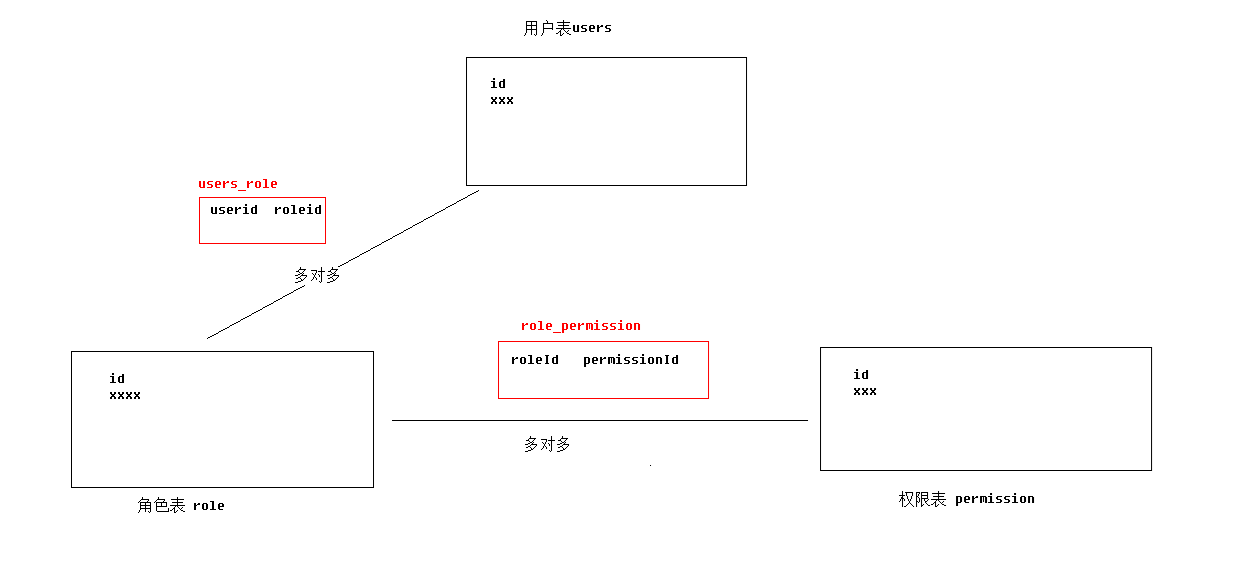 用户表users
id
xxx
users_role
userid roleid
多对多
role_permission
roleId permissionId
id
xxxx
id
xxx
多对多
角色表 role
权限表 permission